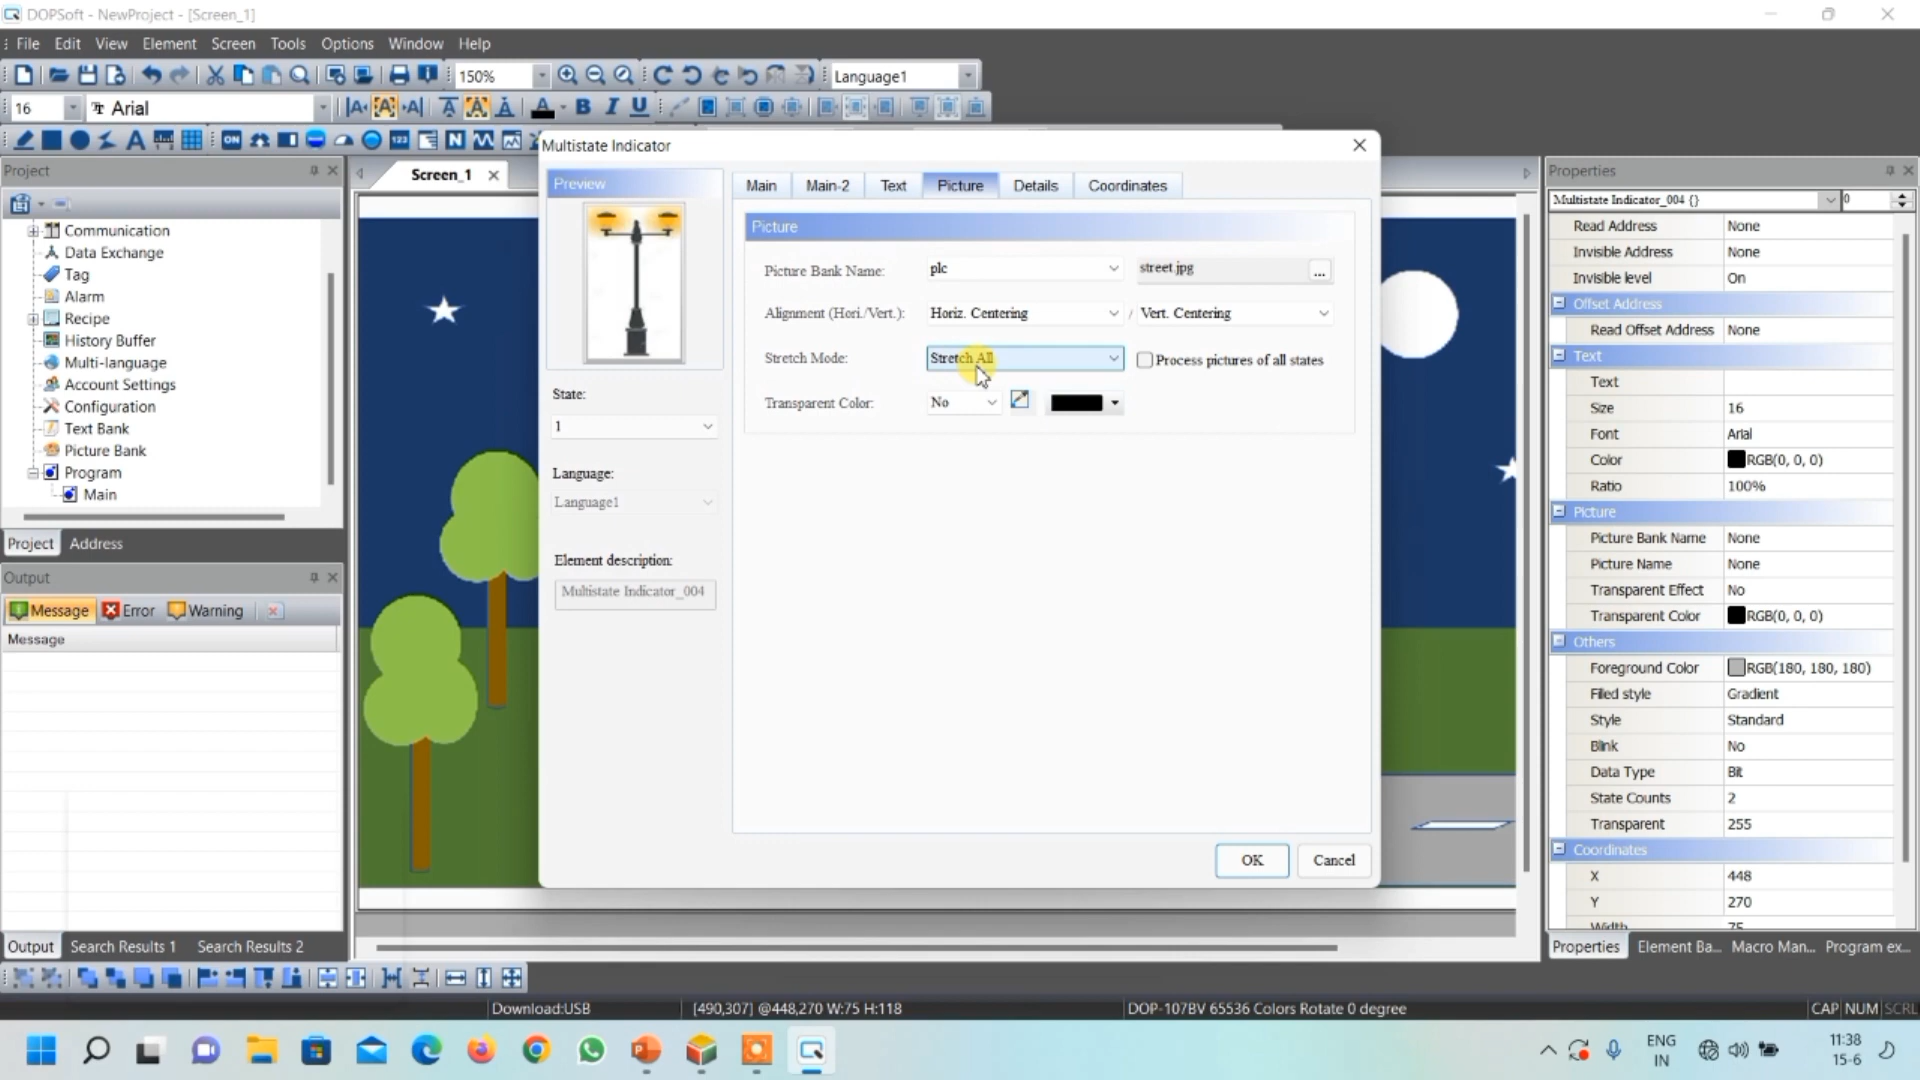 DOPSoft - NewProject - [Screen_1]
File Edit View Element Screen Tools Options Window Help
150% Language1
16 Arial
Project
Screen_1
Communication
Data Exchange
Tag
Alarm
Recipe
History Buffer
Multi-language
Account Settings
Configuration
Text Bank
Picture Bank
Program
Main
Project Address
Output
Message Error Warning
Message
Output Search Results 1 Search Results 2
Multistate Indicator
Preview
State:
1
Language:
Language1
Element description:
Multistate Indicator_004
Main Main-2 Text Picture Details Coordinates
Picture
Picture Bank Name: plc street.jpg ...
Alignment (Hori./Vert.): Horiz. Centering / Vert. Centering
Stretch Mode: Stretch All Process pictures of all states
Transparent Color: No
OK Cancel
Properties
Multistate Indicator_004 {} 0
Read Address None
Invisible Address None
Invisible level On
Offset Address
Read Offset Address None
Text
Text
Size 16
Font Arial
Color RGB(0, 0, 0)
Ratio 100%
Picture
Picture Bank Name None
Picture Name None
Transparent Effect No
Transparent Color RGB(0, 0, 0)
Others
Foreground Color RGB(180, 180, 180)
Filled style Gradient
Style Standard
Blink No
Data Type Bit
State Counts 2
Transparent 255
Coordinates
X 448
Y 270
Width 75
Properties Element Ba... Macro Man... Program ex...
Download:USB [490,307] @448,270 W:75 H:118 DOP-107BV 65536 Colors Rotate 0 degree CAP NUM SCRL
ENG
IN
11:38
15-6